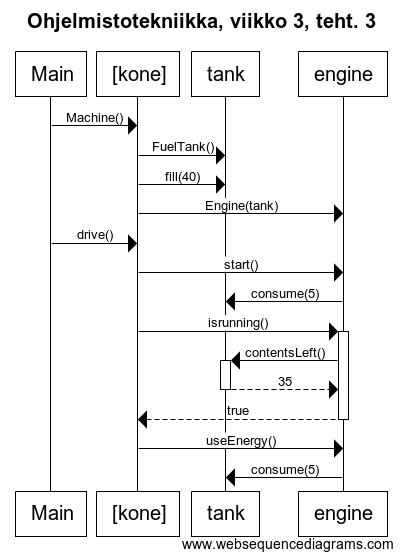 Ohjelmistotekniikka, viikko 3, teht. 3
Main [kone] tank engine
Machine()
FuelTank()
fill(40)
Engine(tank)
drive()
start()
consume(5)
isrunning()
contentsLeft()
35
true
useEnergy()
consume(5)
Main [kone] tank engine
www.websequencediagrams.com